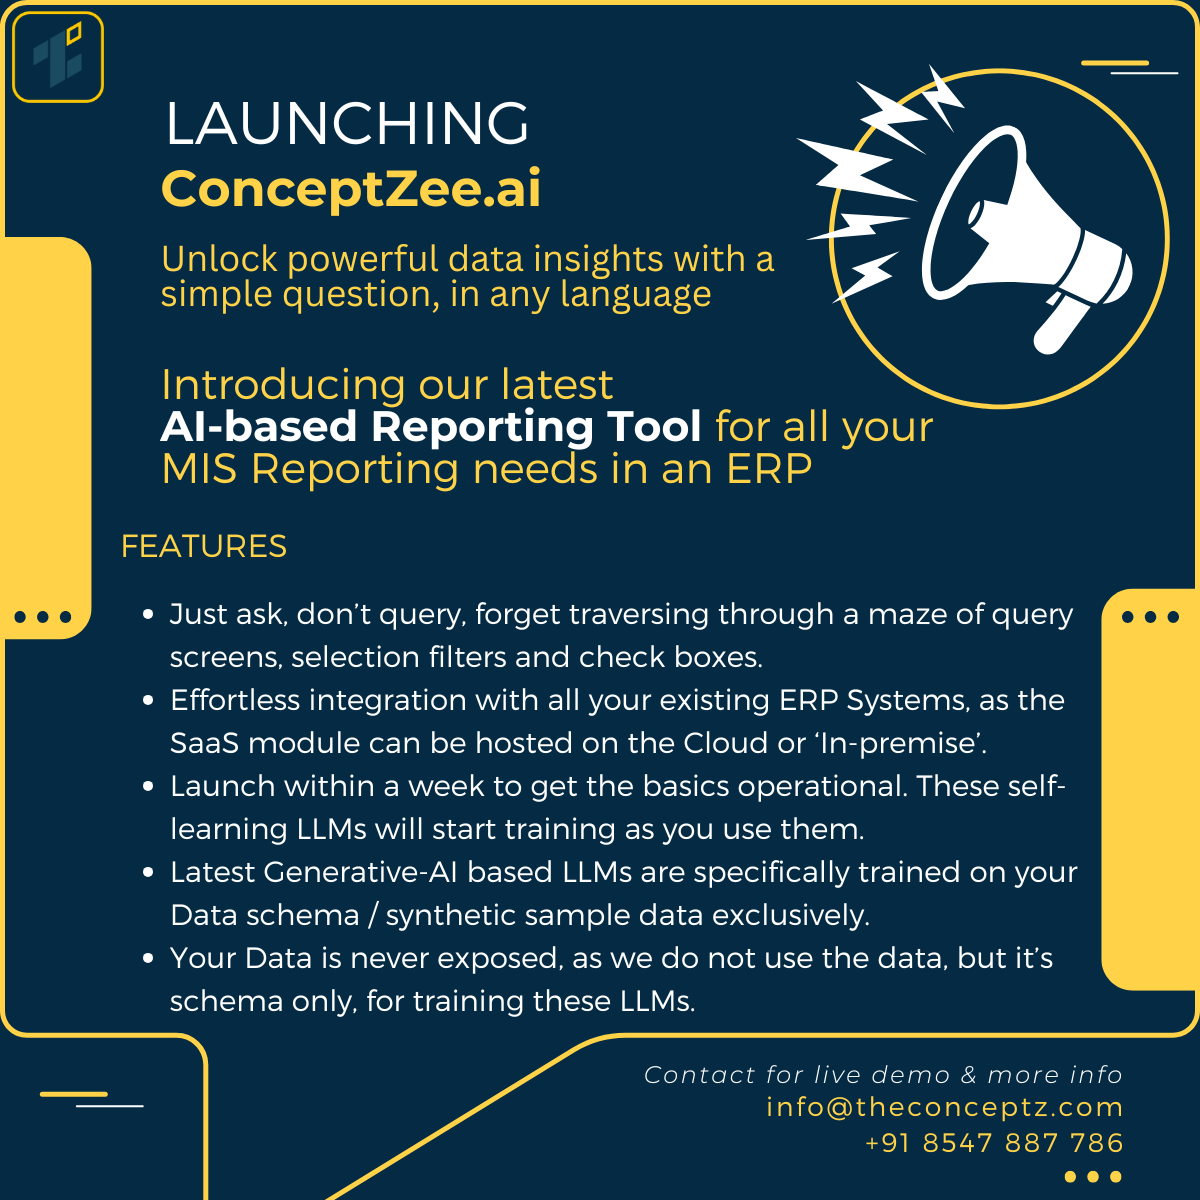 LAUNCHING
ConceptZee.ai
Unlock powerful data insights with a
simple question, in any language
Introducing our latest
AI-based Reporting Tool for all your
MIS Reporting needs in an ERP
FEATURES
• Just ask, don’t query, forget traversing through a maze of query
screens, selection filters and check boxes.
• Effortless integration with all your existing ERP Systems, as the
SaaS module can be hosted on the Cloud or ‘In-premise’.
• Launch within a week to get the basics operational. These self-
learning LLMs will start training as you use them.
• Latest Generative-AI based LLMs are specifically trained on your
Data schema / synthetic sample data exclusively.
• Your Data is never exposed, as we do not use the data, but it’s
schema only, for training these LLMs.
Contact for live demo & more info
info@theconceptz.com
+91 8547 887 786